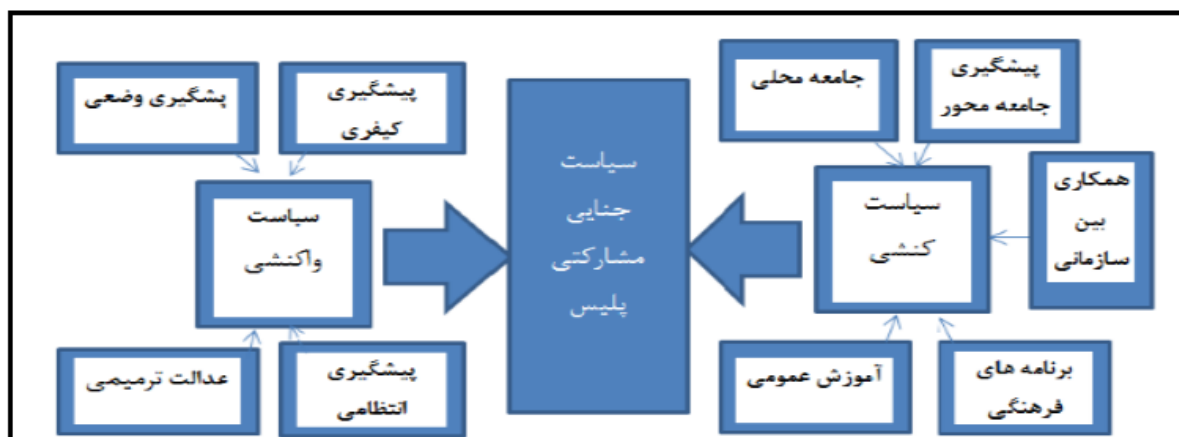 پیشگیری
جامعه محور
جامعه محلی
همکاری
بین
سازمانی
سیاست
کنشی
برنامه های
فرهنگی
آموزش عمومی
سیاست
جنایی
مشارکتی
پلیس
پیشگیری
کیفری
پشگیری وضعی
سیاست
واکنشی
پیشگیری
انتظامی
عدالت ترمیمی